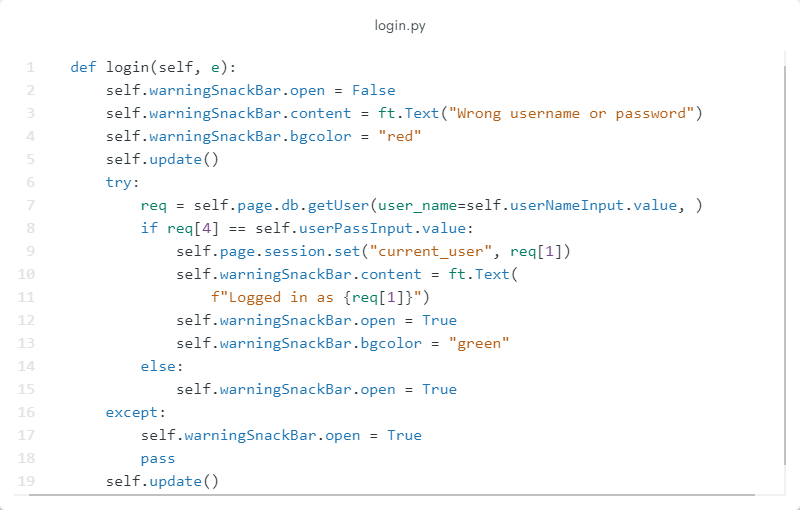 login.py
1    def login(self, e):
2        self.warningSnackBar.open = False
3        self.warningSnackBar.content = ft.Text("Wrong username or password")
4        self.warningSnackBar.bgcolor = "red"
5        self.update()
6        try:
7            req = self.page.db.getUser(user_name=self.userNameInput.value, )
8            if req[4] == self.userPassInput.value:
9                self.page.session.set("current_user", req[1])
10                self.warningSnackBar.content = ft.Text(
11                    f"Logged in as {req[1]}")
12                self.warningSnackBar.open = True
13                self.warningSnackBar.bgcolor = "green"
14            else:
15                self.warningSnackBar.open = True
16        except:
17            self.warningSnackBar.open = True
18            pass
19        self.update()